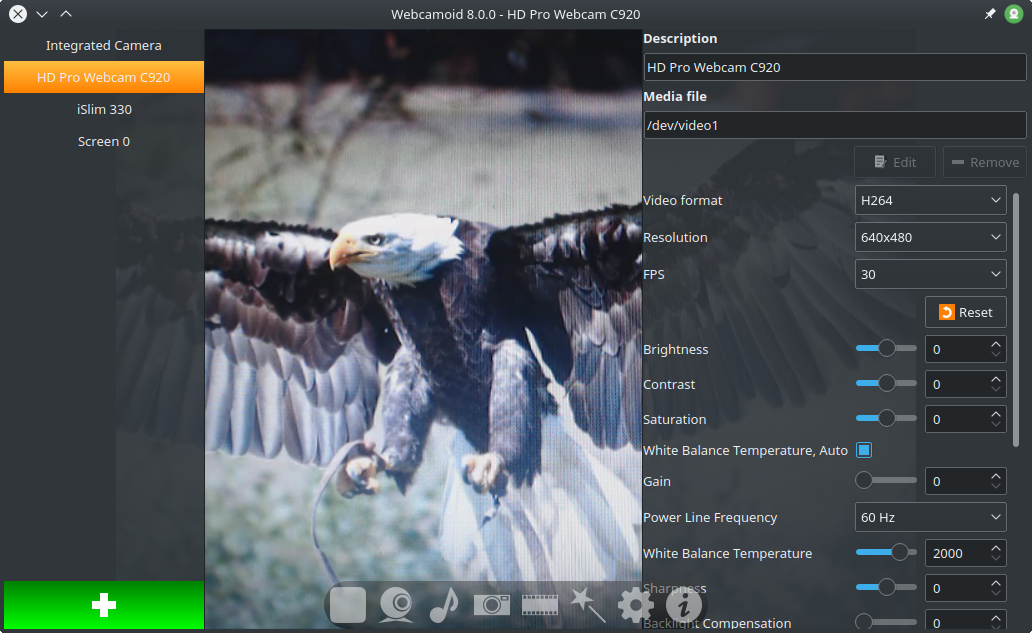 Webcamoid 8.0.0 - HD Pro Webcam C920
Integrated Camera
HD Pro Webcam C920
iSlim 330
Screen 0
Description
HD Pro Webcam C920
Media file
/dev/video1
Edit
Remove
Video format
H264
Resolution
640x480
FPS
30
Reset
Brightness
0
Contrast
0
Saturation
0
White Balance Temperature, Auto
Gain
0
Power Line Frequency
60 Hz
White Balance Temperature
2000
Sharpness
0
Backlight Compensation
0